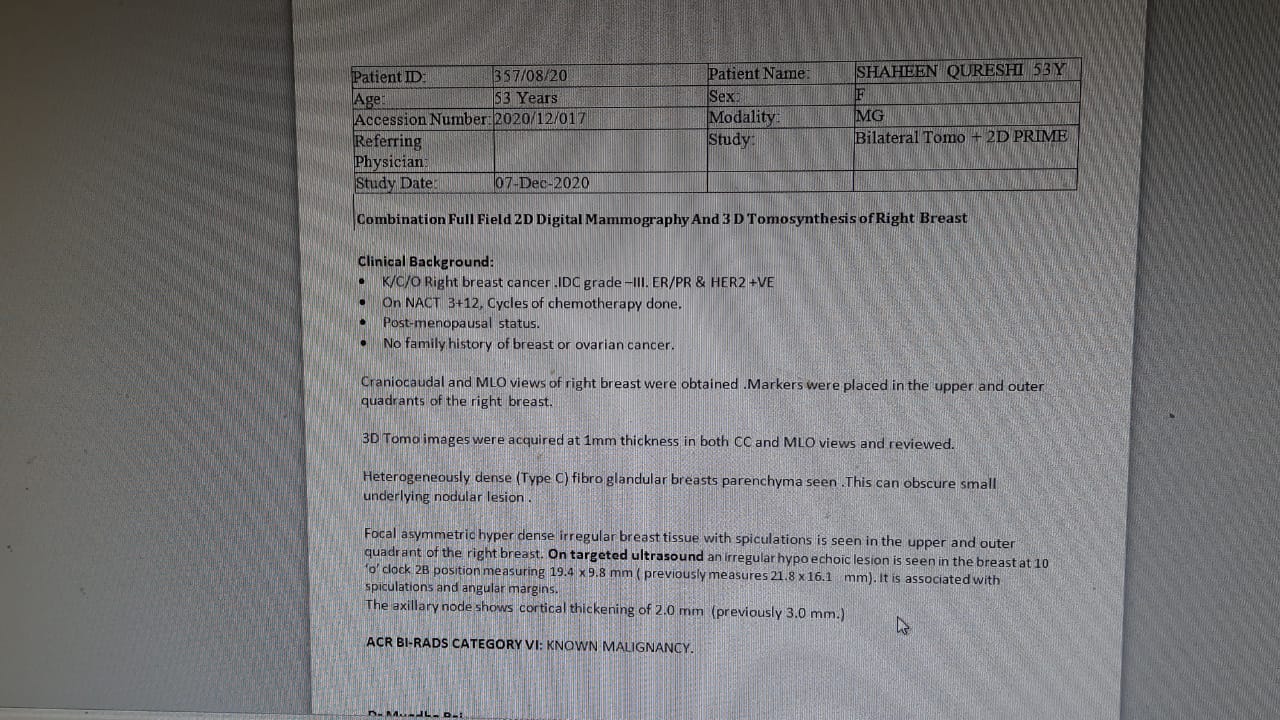 Patient ID: 357/08/20 Patient Name: SHAHEEN QURESHI 53Y
Age: 53 Years Sex: F
Accession Number: 2020/12/017 Modality: MG
Referring Physician: Study: Bilateral Tomo + 2D PRIME
Study Date: 07-Dec-2020
Combination Full Field 2D Digital Mammography And 3 D Tomosynthesis of Right Breast
Clinical Background:
• K/C/O Right breast cancer .IDC grade –III. ER/PR & HER2 +VE
• On NACT 3+12, Cycles of chemotherapy done.
• Post-menopausal status.
• No family history of breast or ovarian cancer.
Craniocaudal and MLO views of right breast were obtained .Markers were placed in the upper and outer
quadrants of the right breast.
3D Tomo images were acquired at 1mm thickness in both CC and MLO views and reviewed.
Heterogeneously dense (Type C) fibro glandular breasts parenchyma seen .This can obscure small
underlying nodular lesion .
Focal asymmetric hyper dense irregular breast tissue with spiculations is seen in the upper and outer
quadrant of the right breast. On targeted ultrasound an irregular hypo echoic lesion is seen in the breast at 10
'o' clock 2B position measuring 19.4 x 9.8 mm ( previously measures 21.8 x 16.1 mm). It is associated with
spiculations and angular margins.
The axillary node shows cortical thickening of 2.0 mm (previously 3.0 mm.)
ACR BI-RADS CATEGORY VI: KNOWN MALIGNANCY.